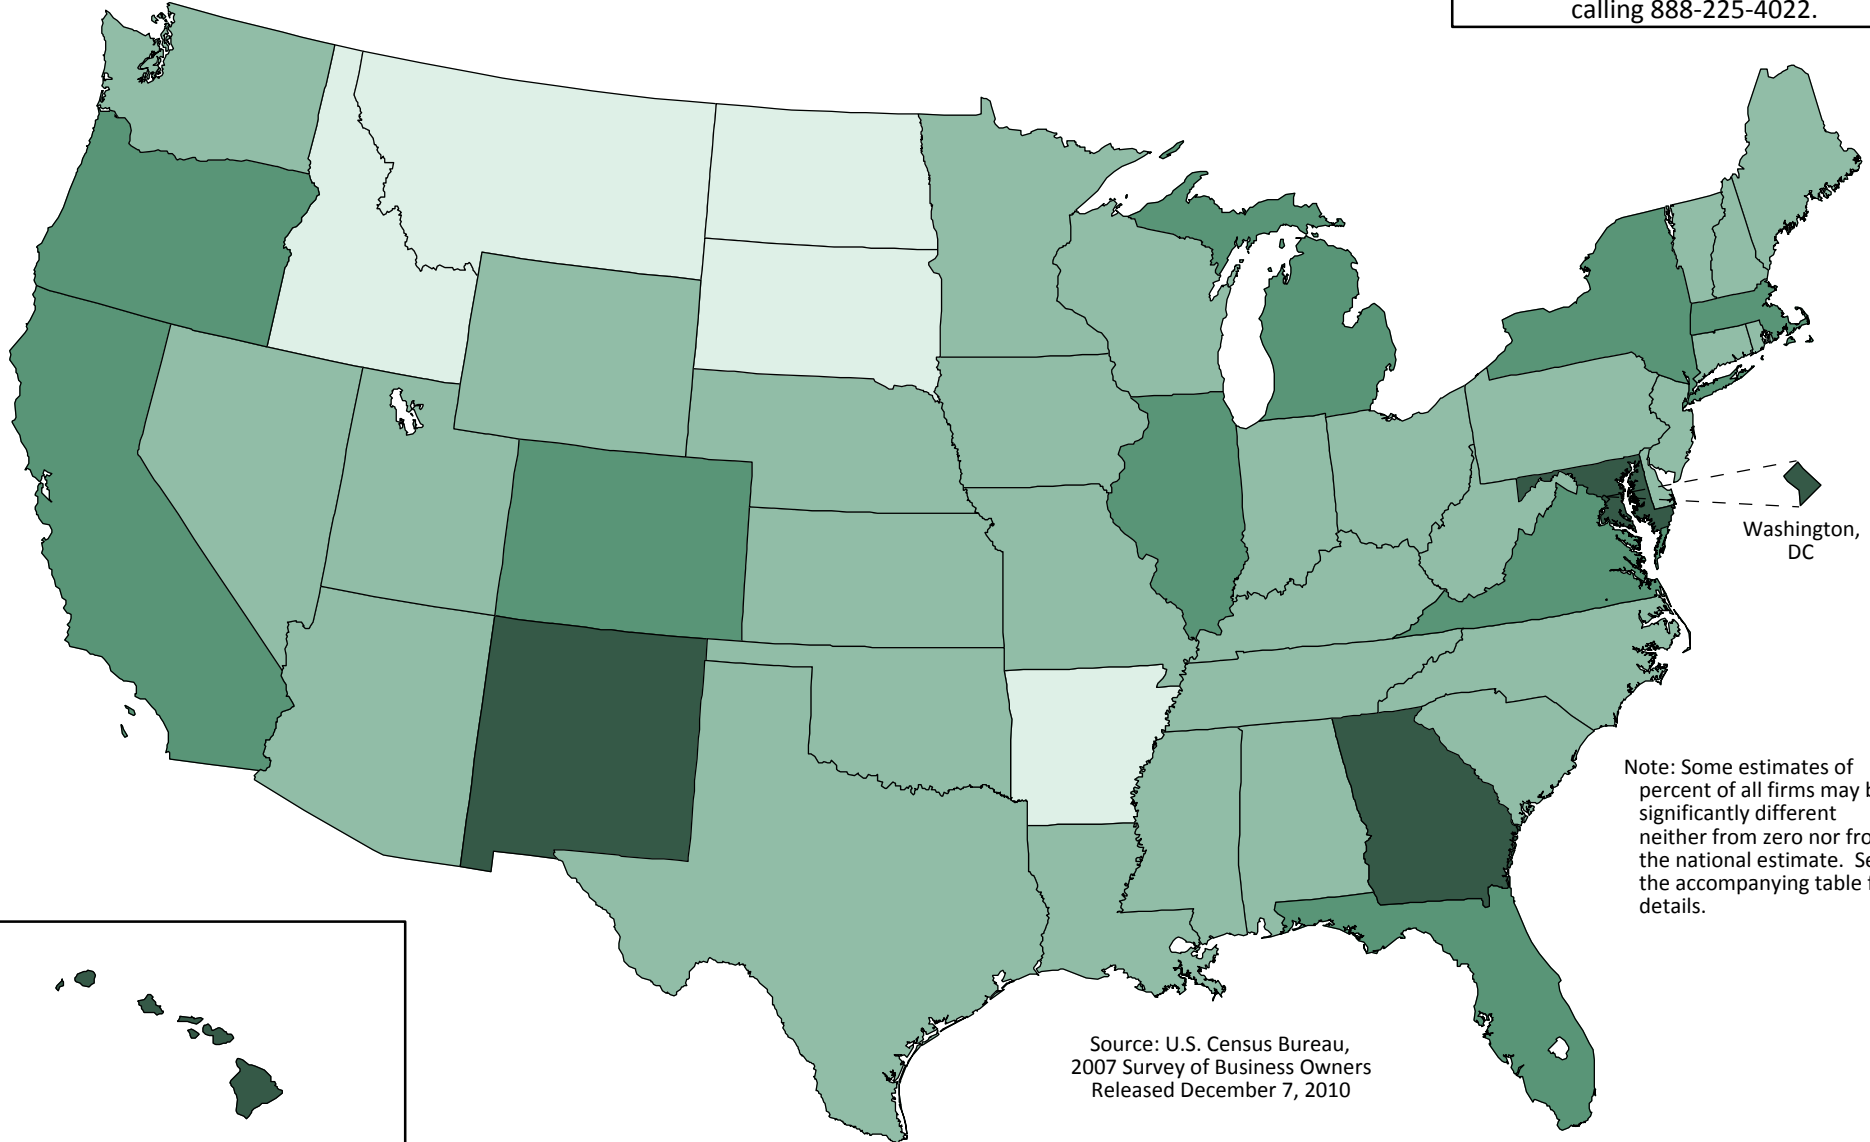 calling 888-225-4022.
Washington,
DC
Note: Some estimates of
percent of all firms may
significantly different
neither from zero nor
the national estimate.
the accompanying table
details.
Source: U.S. Census Bureau,
2007 Survey of Business Owners
Released December 7, 2010